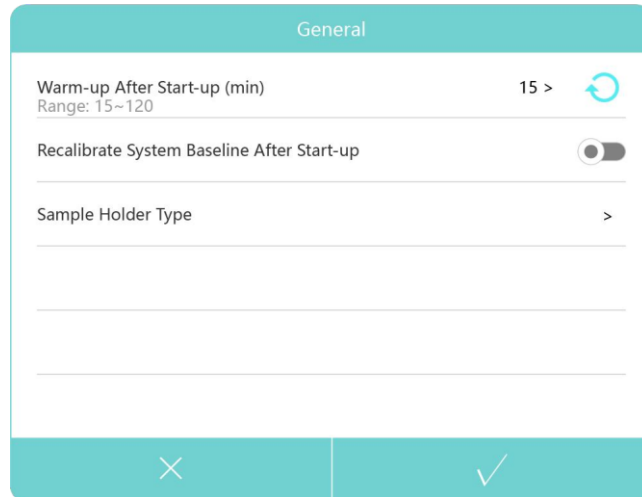 General
Warm-up After Start-up (min) 15 >
Range: 15~120
Recalibrate System Baseline After Start-up
Sample Holder Type >